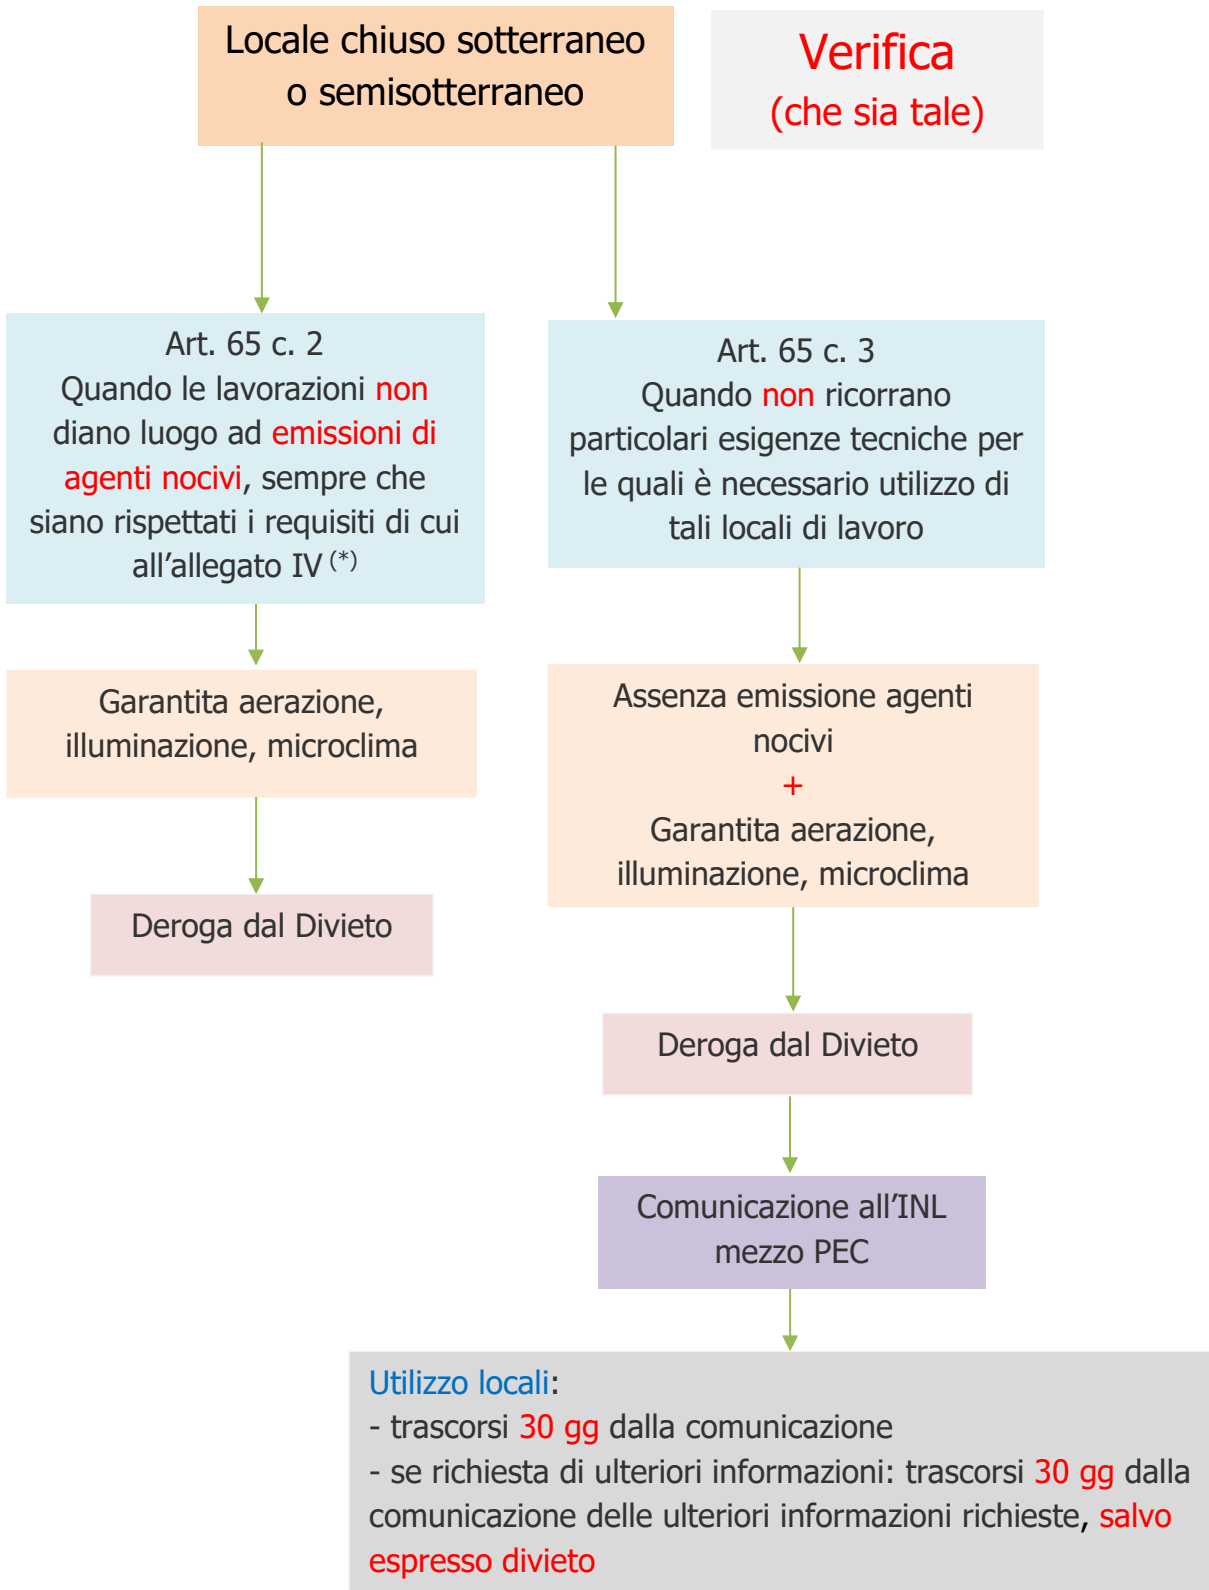 Locale chiuso sotterraneo
o semisotterraneo
Verifica
(che sia tale)
Art. 65 c. 2
Quando le lavorazioni non
diano luogo ad emissioni di
agenti nocivi, sempre che
siano rispettati i requisiti di cui
all’allegato IV (*)
Art. 65 c. 3
Quando non ricorrano
particolari esigenze tecniche per
le quali è necessario utilizzo di
tali locali di lavoro
Garantita aerazione,
illuminazione, microclima
Assenza emissione agenti
nocivi
+
Garantita aerazione,
illuminazione, microclima
Deroga dal Divieto
Deroga dal Divieto
Comunicazione all’INL
mezzo PEC
Utilizzo locali:
- trascorsi 30 gg dalla comunicazione
- se richiesta di ulteriori informazioni: trascorsi 30 gg dalla
comunicazione delle ulteriori informazioni richieste, salvo
espresso divieto